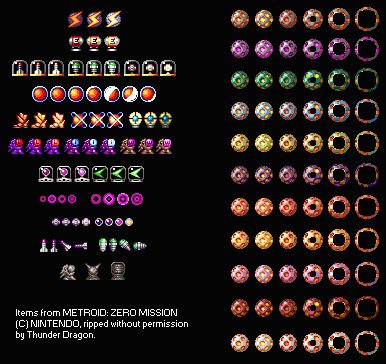 E E E
Items from METROID: ZERO MISSION
(C) NINTENDO, ripped without permission
by Thunder Dragon.